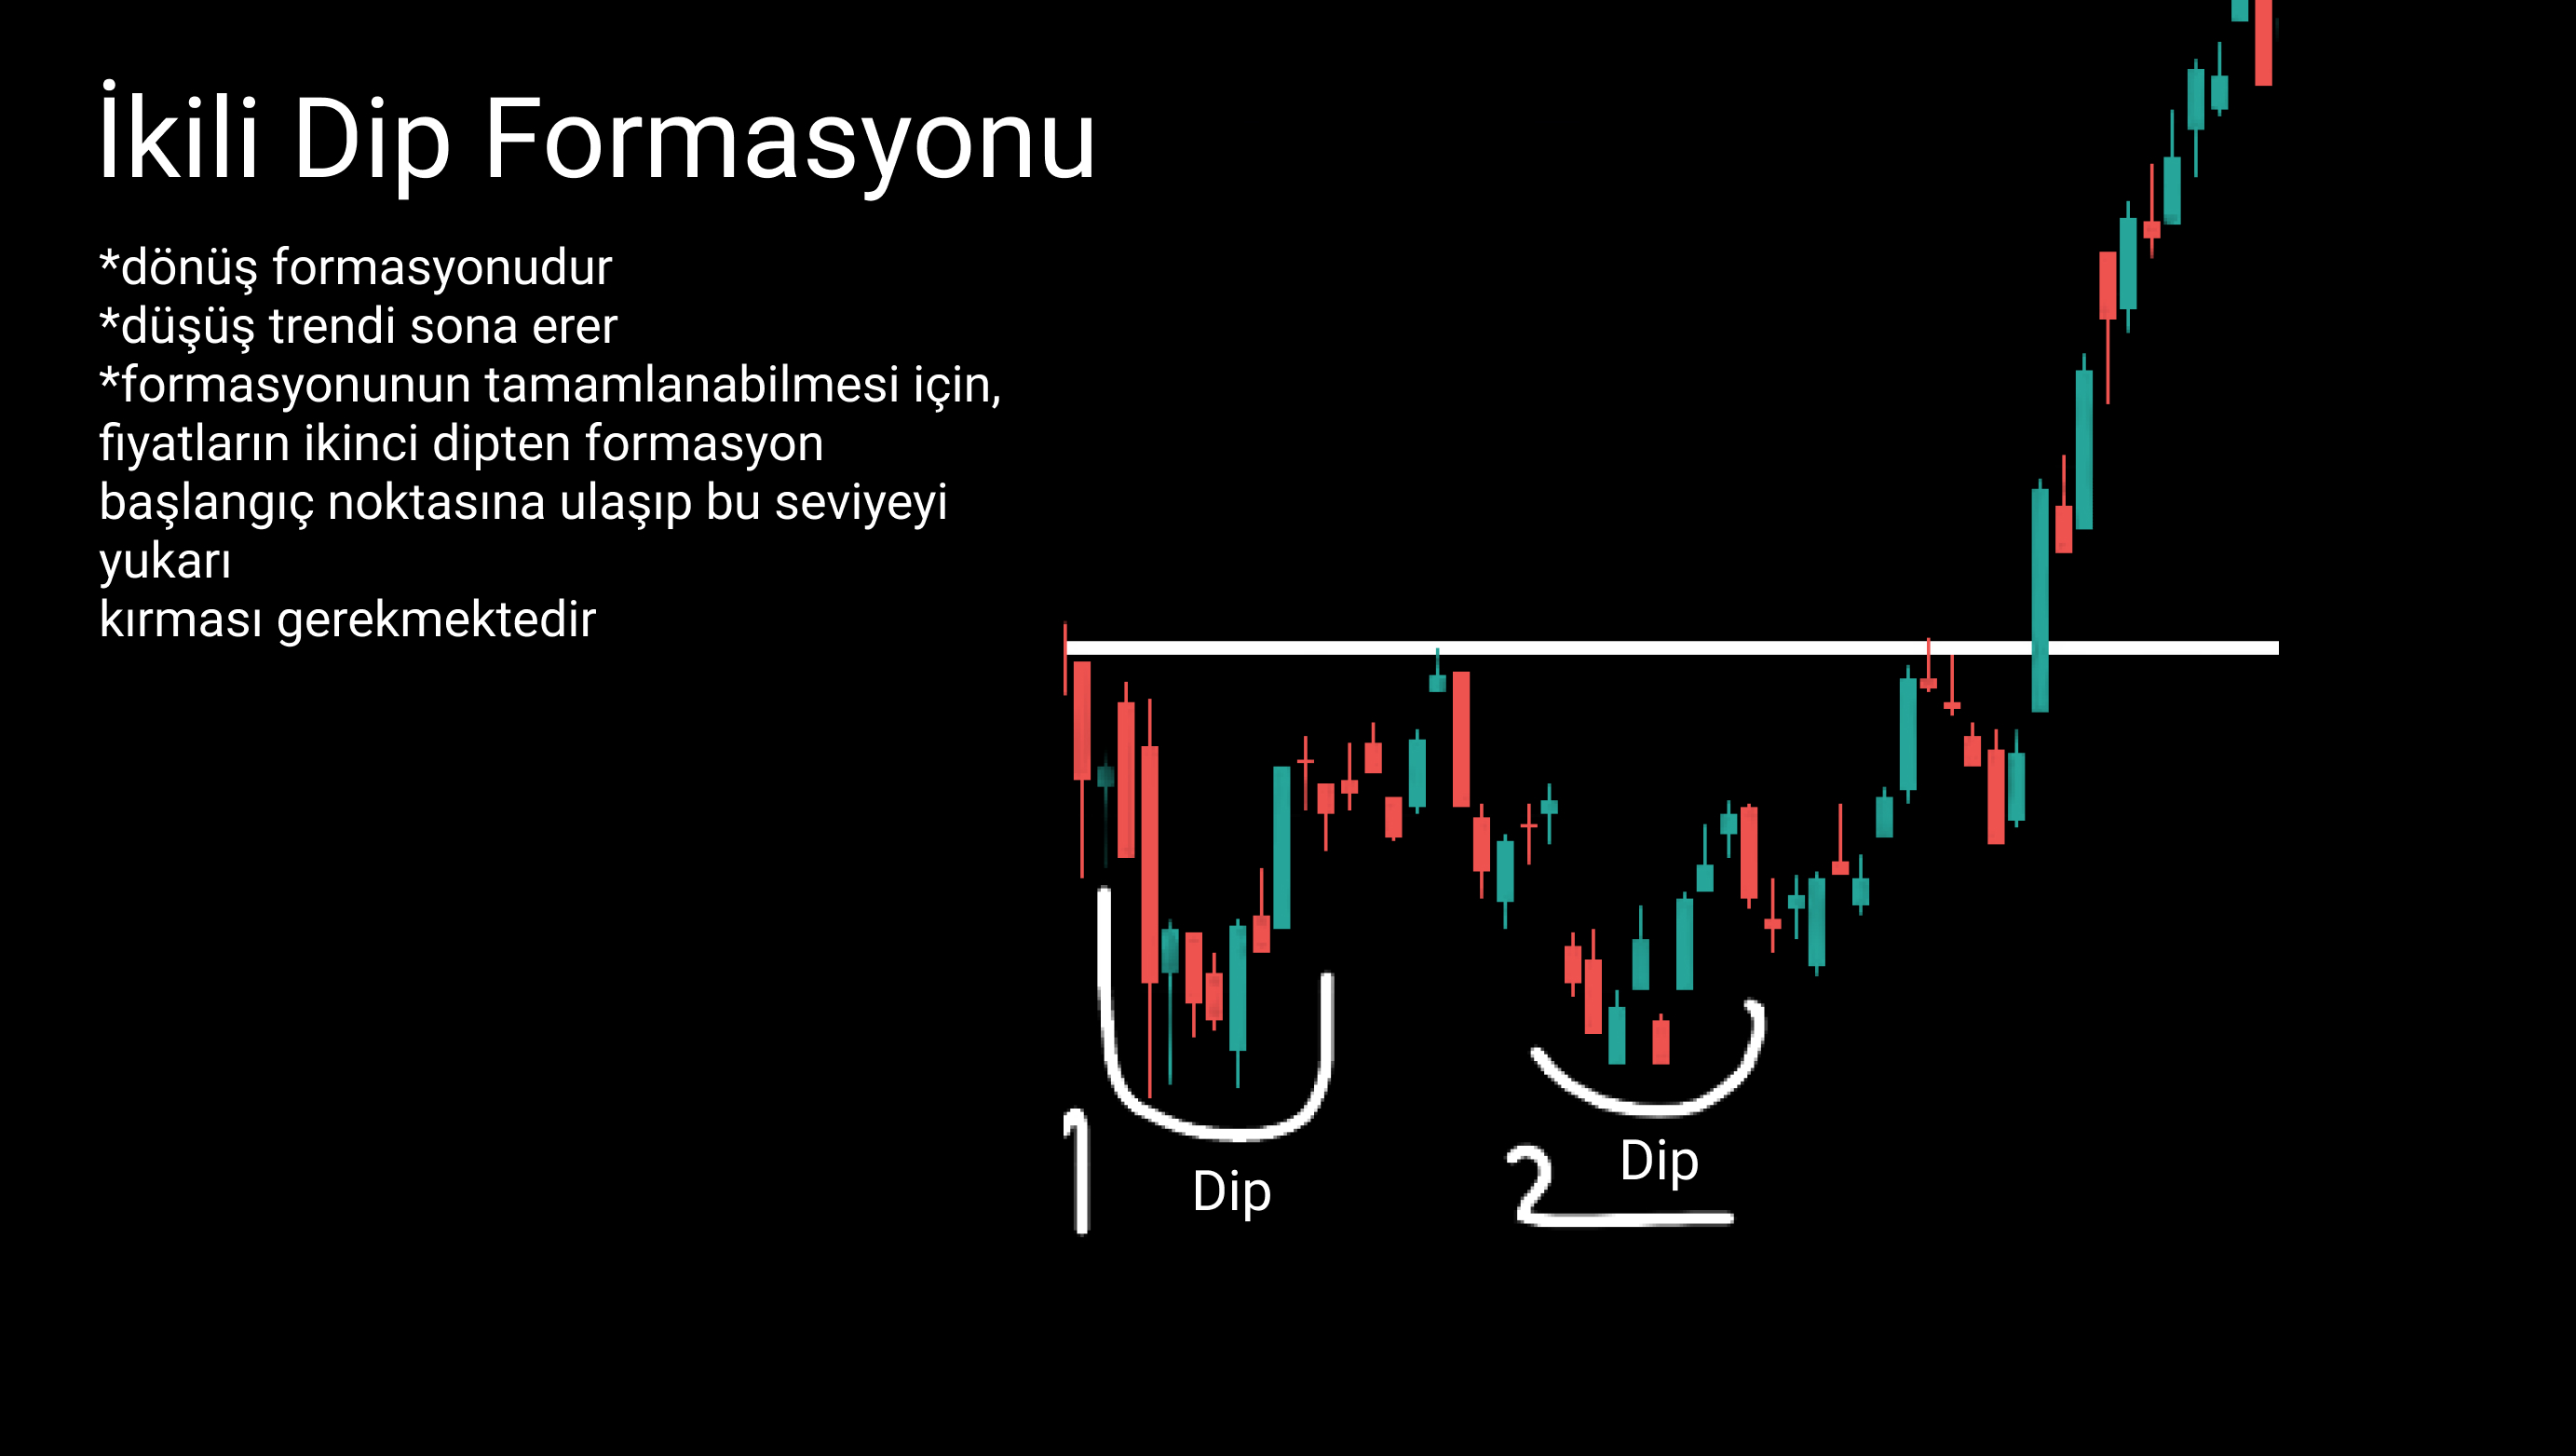 İkili Dip Formasyonu
*dönüş formasyonudur
*düşüş trendi sona erer
*formasyonunun tamamlanabilmesi için,
fiyatların ikinci dipten formasyon
başlangıç noktasına ulaşıp bu seviyeyi
yukarı
kırması gerekmektedir
1 Dip
2 Dip